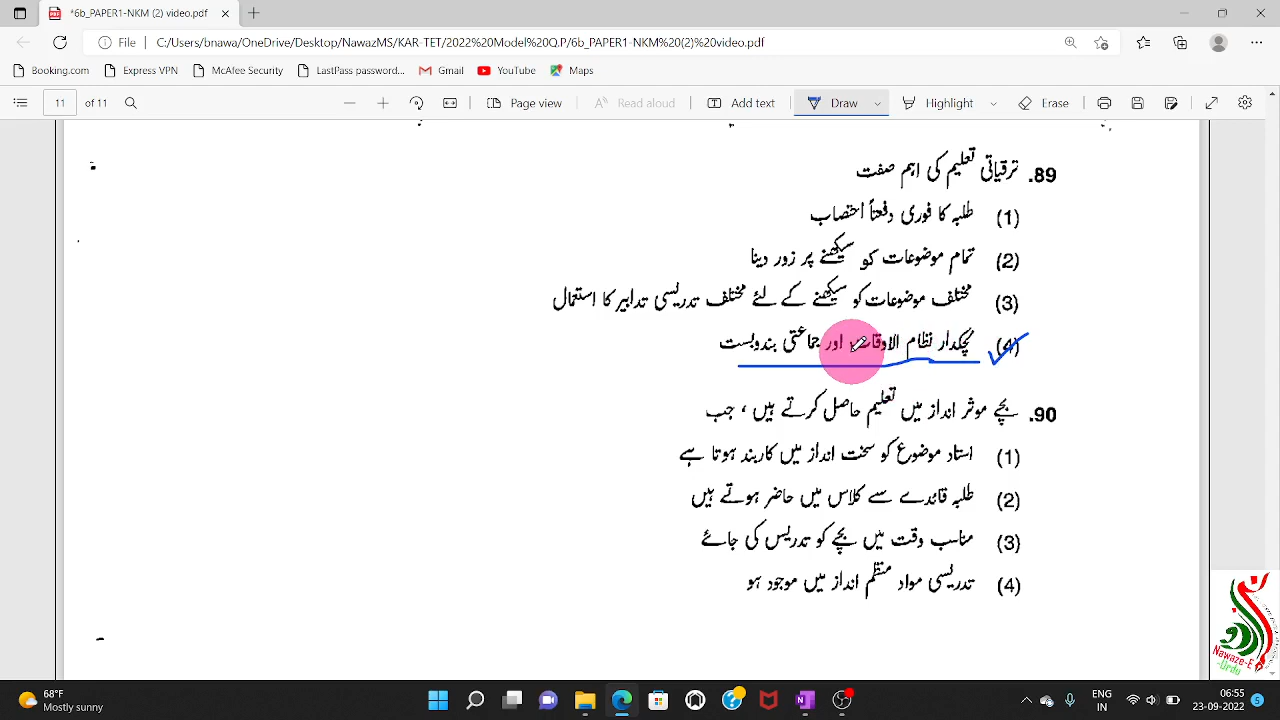 *6b_PAPER1-NKM (2) video.pdf
File C:/Users/bnawa/OneDrive/Desktop/NawazMS/KAR-TET/2022%20Model%20Q.P/6b_PAPER1-NKM%20(2)%20video.pdf
Booking.com Express VPN McAfee Security LastPass password... Gmail YouTube Maps
11 of 11 Page view Read aloud Add text Draw Highlight Erase
89. ترقیاتی تعلیم کی اہم صفت
(1) طلبہ کا فوری دفعتاً احتساب
(2) تمام موضوعات کو سیکھنے پر زور دینا
(3) مختلف موضوعات کو سیکھنے کے لئے مختلف تدریسی تدابیر کا استعمال
(4) لچکدار نظام الاوقات اور جماعتی بندوبست
90. بچے موثر انداز میں تعلیم حاصل کرتے ہیں ، جب
(1) استاد موضوع کو سخت انداز میں کاربند ہوتا ہے
(2) طلبہ قائدے سے کلاس میں حاضر ہوتے ہیں
(3) مناسب وقت میں بچے کو تدریس کی جائے
(4) تدریسی مواد منظم انداز میں موجود ہو
Nawaze-E
-Urdu
68°F
Mostly sunny
ENG
IN
06:55
23-09-2022
5